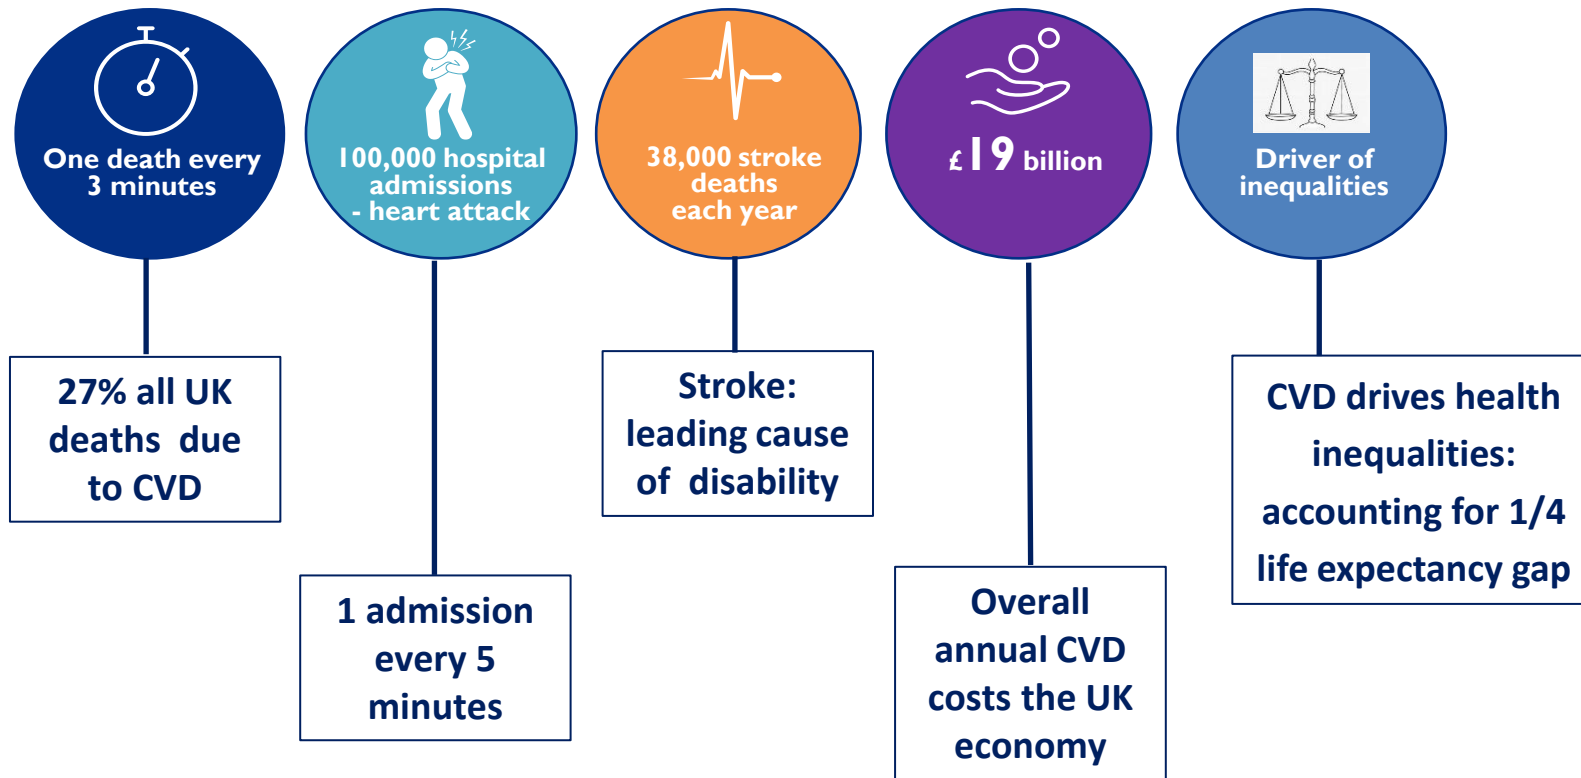 One death every
3 minutes
100,000 hospital
admissions
- heart attack
38,000 stroke
deaths
each year
£19 billion
Driver of
inequalities
27% all UK
deaths due
to CVD
1 admission
every 5
minutes
Stroke:
leading cause
of disability
Overall
annual CVD
costs the UK
economy
CVD drives health
inequalities:
accounting for 1/4
life expectancy gap